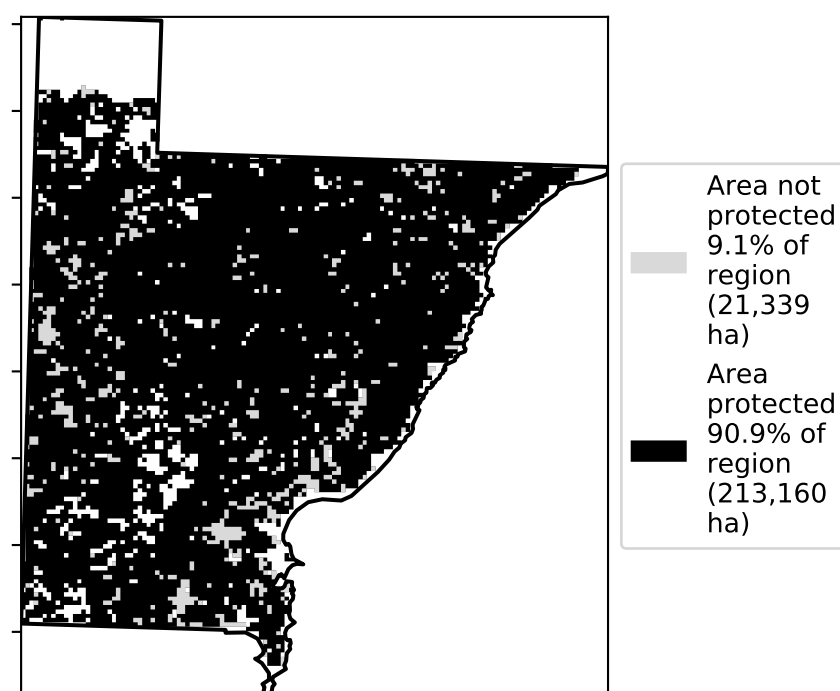 Area not
protected
9.1% of
region
(21,339
ha)
Area
protected
90.9% of
region
(213,160
ha)